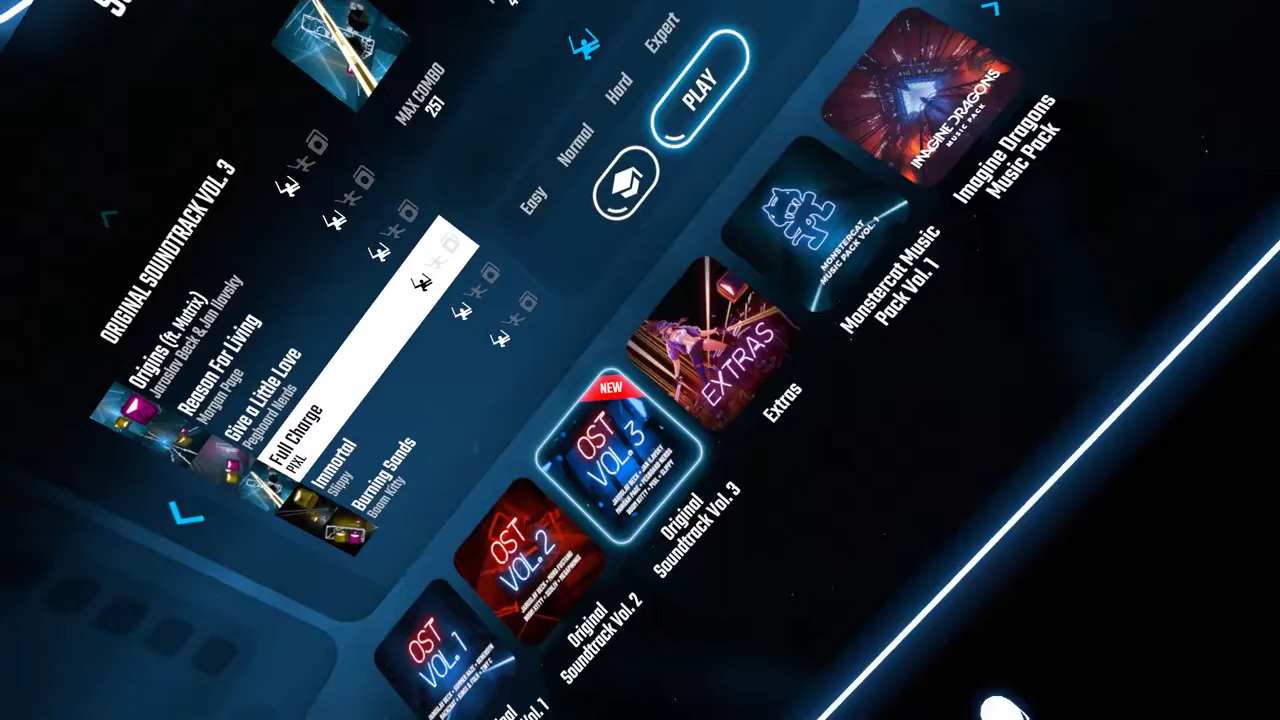 MAX COMBO
251
Easy
Normal
Hard
Expert
PLAY
ORIGINAL SOUNDTRACK VOL. 3
Origins (ft. Nutrix)
Jaroslav Beck & Jan Ilavsky
Reason For Living
Morgan Page
Give a Little Love
Pegboard Nerds
Full Charge
PIXL
Immortal
Slippy
Burning Sands
Boom Kitty
OST
VOL. 1
OST
VOL. 2
Original
Soundtrack Vol. 2
NEW
OST
VOL. 3
Original
Soundtrack Vol. 3
EXTRAS
Extras
MONSTERCAT
MUSIC PACK VOL. 1
Monstercat Music
Pack Vol. 1
IMAGINE DRAGONS
MUSIC PACK
Imagine Dragons
Music Pack